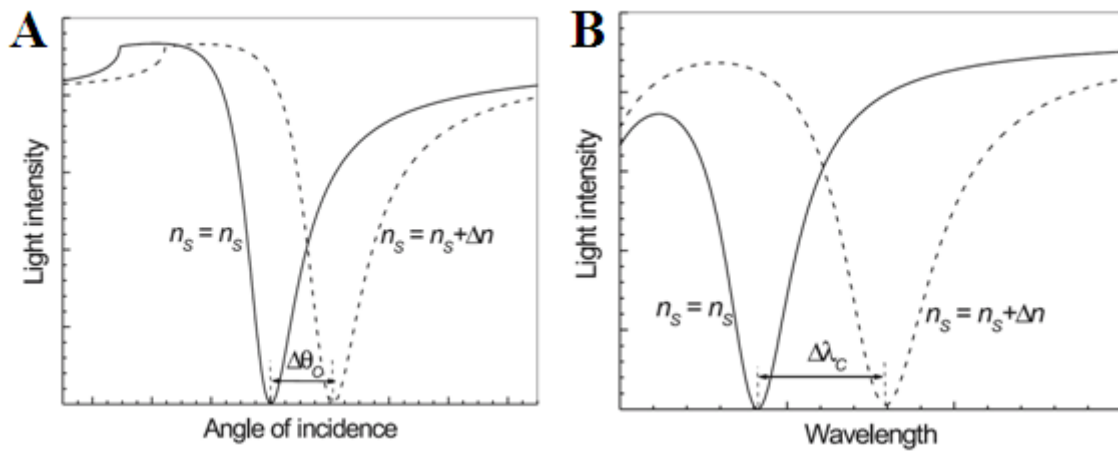 A
Light intensity
n_S = n_S
n_S = n_S+Δn
Δθ_O
Angle of incidence
B
Light intensity
n_S = n_S
n_S = n_S+Δn
Δλ_C
Wavelength